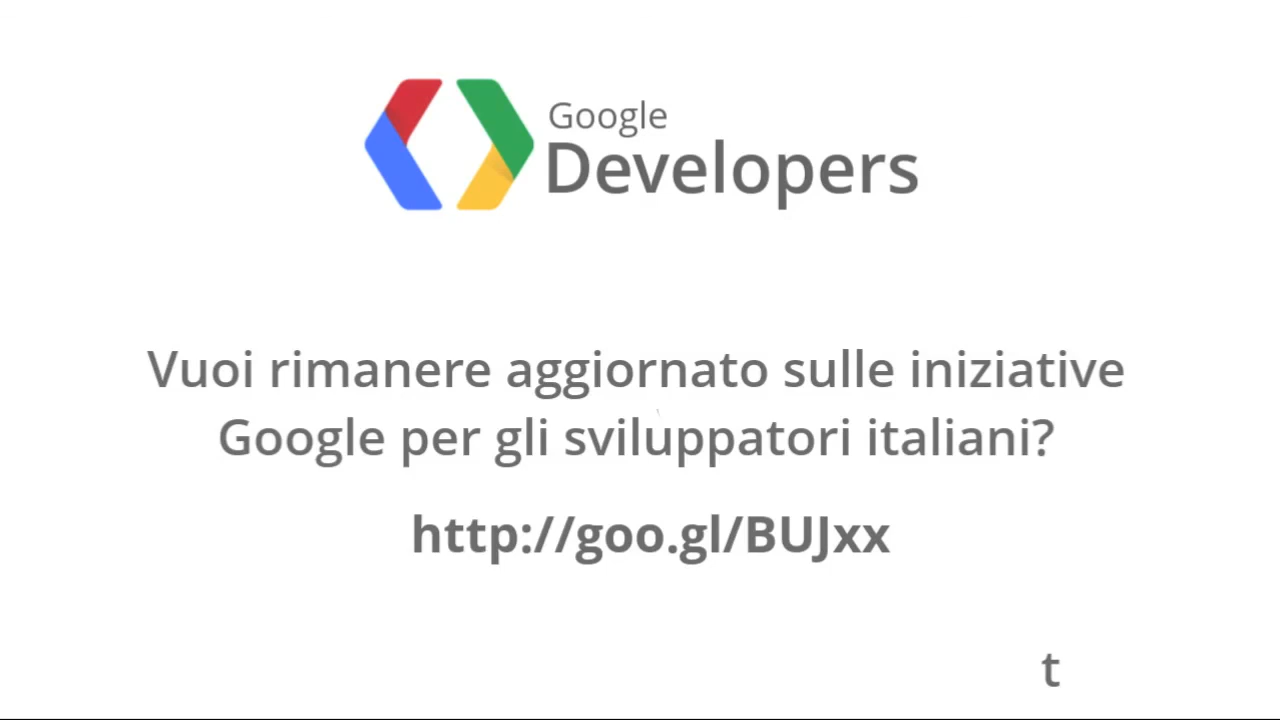 Google
Developers
Vuoi rimanere aggiornato sulle iniziative
Google per gli sviluppatori italiani?
http://goo.gl/BUJxx
t